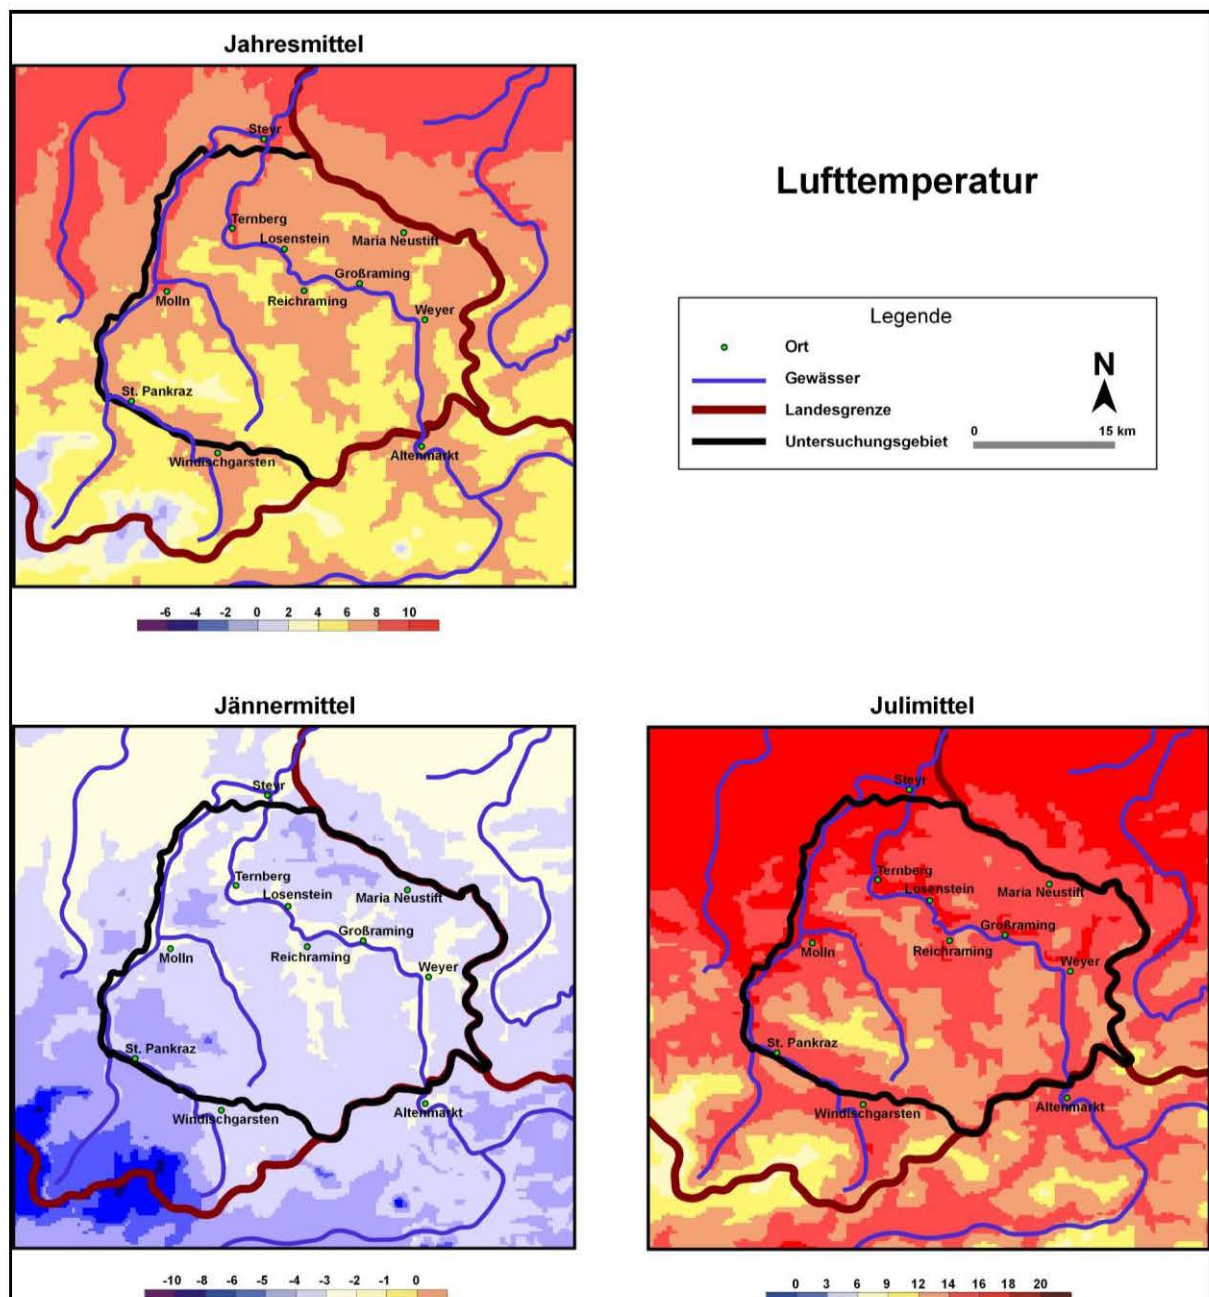 Jahresmittel
Steyr
Ternberg
Losenstein
Maria Neustift
Großraming
Molln
Reichraming
Weyer
St. Pankraz
Windischgarsten
Altenmarkt
-6 -4 -2 0 2 4 6 8 10
Lufttemperatur
Legende
Ort
Gewässer
Landesgrenze
Untersuchungsgebiet
N
0 15 km
Jännermittel
Steyr
Ternberg
Losenstein
Maria Neustift
Großraming
Molln
Reichraming
Weyer
St. Pankraz
Windischgarsten
Altenmarkt
-10 -8 -6 -5 -4 -3 -2 -1 0
Julimittel
Steyr
Ternberg
Losenstein
Maria Neustift
Großraming
Molln
Reichraming
Weyer
St. Pankraz
Windischgarsten
Altenmarkt
0 3 6 9 12 14 16 18 20